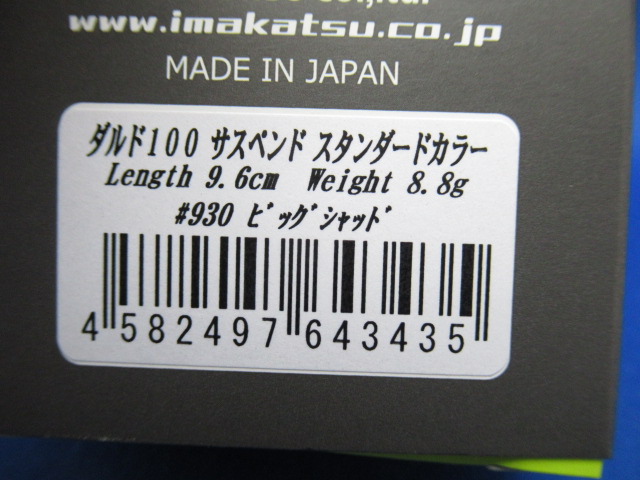 www.imakatsu.co.jp
MADE IN JAPAN
ダルド100 サスペンド スタンダードカラー
Length 9.6cm Weight 8.8g
#930 ビッグシャッド
4 582497 643435